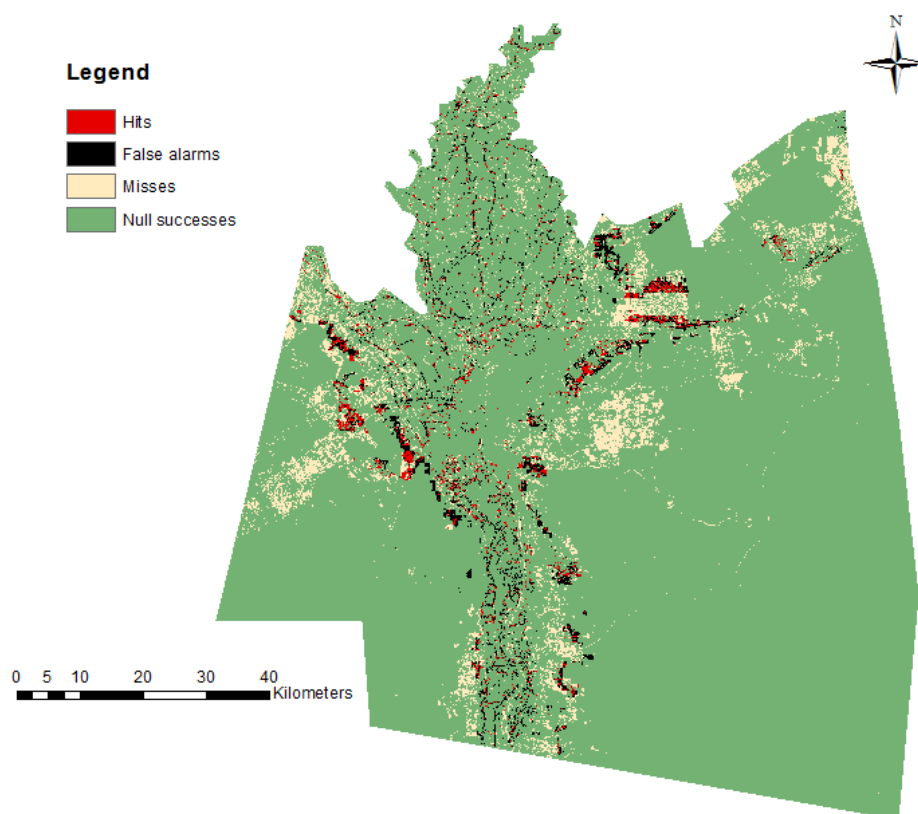 N
Legend
Hits
False alarms
Misses
Null successes
0 5 10 20 30 40
Kilometers